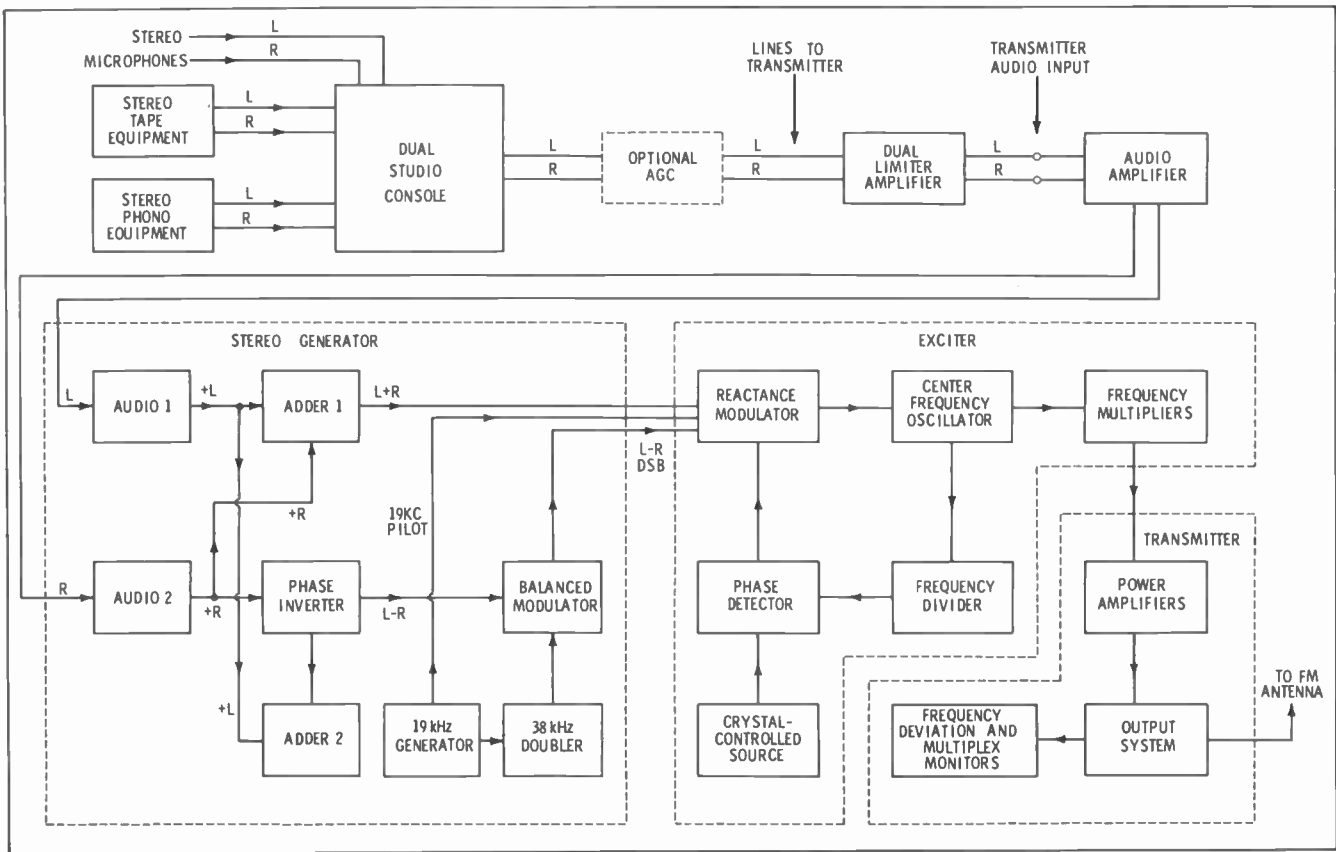 STEREO
MICROPHONES
L
R
STEREO
TAPE
EQUIPMENT
L
R
STEREO
PHONO
EQUIPMENT
L
R
DUAL
STUDIO
CONSOLE
L
R
OPTIONAL
AGC
LINES TO
TRANSMITTER
L
R
DUAL
LIMITER
AMPLIFIER
TRANSMITTER
AUDIO INPUT
L
R
AUDIO
AMPLIFIER
STEREO GENERATOR
L
AUDIO 1
+L
ADDER 1
L+R
+R
19KC
PILOT
L-R
DSB
R
AUDIO 2
+R
PHASE
INVERTER
L-R
BALANCED
MODULATOR
+L
ADDER 2
19 kHz
GENERATOR
38 kHz
DOUBLER
EXCITER
REACTANCE
MODULATOR
CENTER
FREQUENCY
OSCILLATOR
FREQUENCY
MULTIPLIERS
PHASE
DETECTOR
FREQUENCY
DIVIDER
CRYSTAL-
CONTROLLED
SOURCE
TRANSMITTER
POWER
AMPLIFIERS
FREQUENCY
DEVIATION AND
MULTIPLEX
MONITORS
OUTPUT
SYSTEM
TO FM
ANTENNA